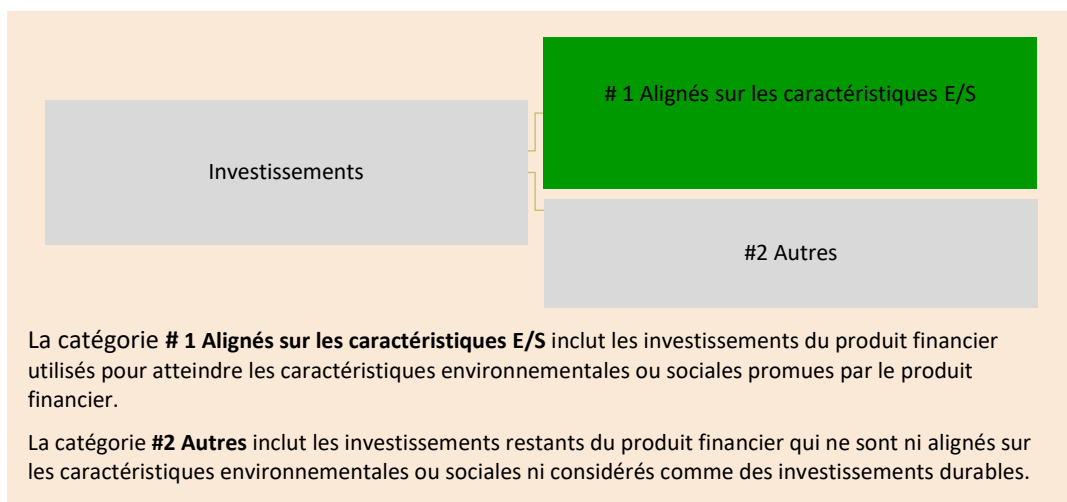 # 1 Alignés sur les caractéristiques E/S
Investissements
#2 Autres
La catégorie # 1 Alignés sur les caractéristiques E/S inclut les investissements du produit financier
utilisés pour atteindre les caractéristiques environnementales ou sociales promues par le produit
financier.
La catégorie #2 Autres inclut les investissements restants du produit financier qui ne sont ni alignés sur
les caractéristiques environnementales ou sociales ni considérés comme des investissements durables.